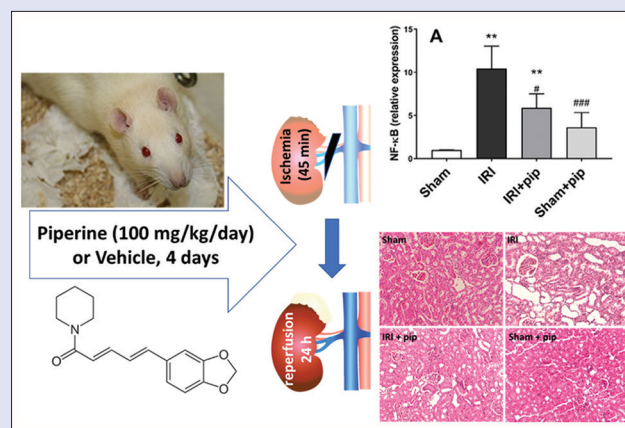 Piperine (100 mg/kg/day)
or Vehicle, 4 days
N
O
O
O
Ischemia
(45 min)
reperfusion
24 h
A
NF-κB (relative expression)
15
10
5
0
**
**
#
###
Sham
IRI
IRI+pip
Sham+pip
Sham
IRI
IRI + pip
Sham + pip